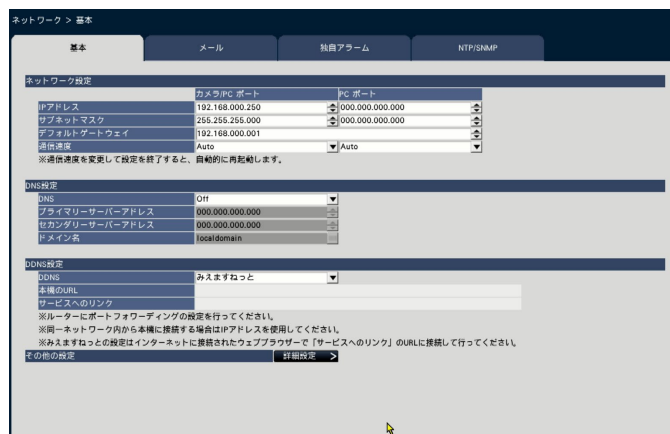 ネットワーク > 基本
基本 メール 独自アラーム NTP/SNMP
ネットワーク設定
カメラ/PC ポート PC ポート
IPアドレス 192.168.000.250 000.000.000.000
サブネットマスク 255.255.255.000 000.000.000.000
デフォルトゲートウェイ 192.168.000.001
通信速度 Auto Auto
※通信速度を変更して設定を終了すると、自動的に再起動します。
DNS設定
DNS Off
プライマリーサーバーアドレス 000.000.000.000
セカンダリーサーバーアドレス 000.000.000.000
ドメイン名 localdomain
DDNS設定
DDNS みえますねっと
本機のURL
サービスへのリンク
※ルーターにポートフォワーディングの設定を行ってください。
※同一ネットワーク内から本機に接続する場合はIPアドレスを使用してください。
※みえますねっとの設定はインターネットに接続されたウェブブラウザーで「サービスへのリンク」のURLに接続して行ってください。
その他の設定 詳細設定 >